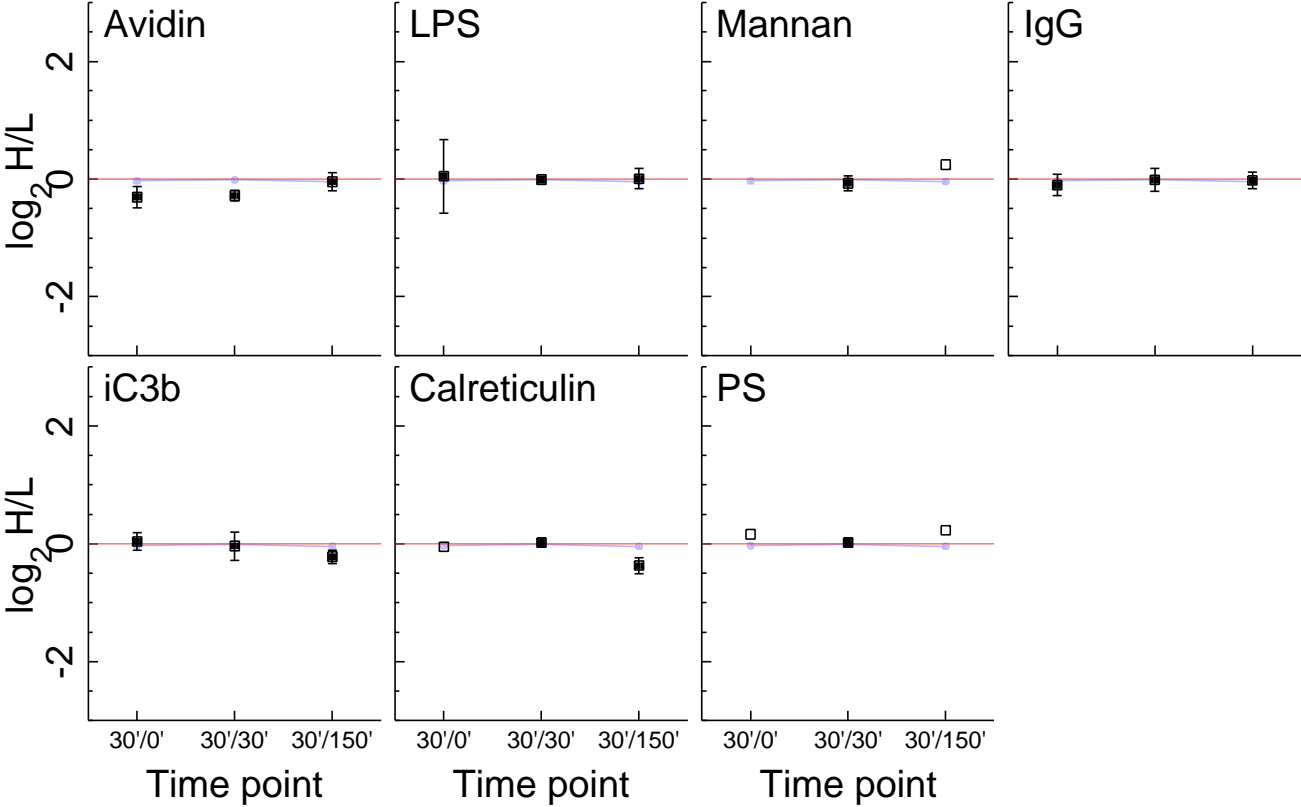 Avidin LPS Mannan IgG
log2 H/L
2
0
-2
iC3b Calreticulin PS
log2 H/L
2
0
-2
30'/0' 30'/30' 30'/150' 30'/0' 30'/30' 30'/150' 30'/0' 30'/30' 30'/150'
Time point Time point Time point